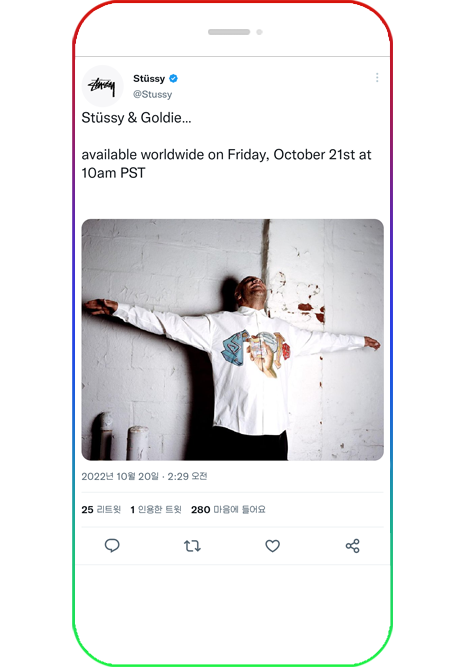 STÜSSY
Stüssy
@Stussy
Stüssy & Goldie...
available worldwide on Friday, October 21st at
10am PST
2022년 10월 20일 · 2:29 오전
25 리트윗 1 인용한 트윗 280 마음에 들어요